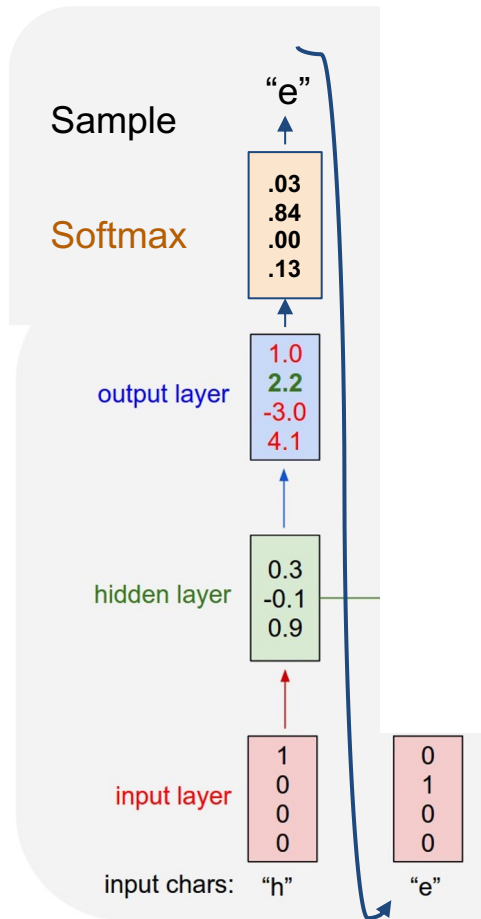 “e”
Sample
.03
.84
.00
.13
Softmax
1.0
2.2
-3.0
4.1
output layer
0.3
-0.1
0.9
hidden layer
1
0
0
0
input layer
0
1
0
0
input chars: “h” “e”